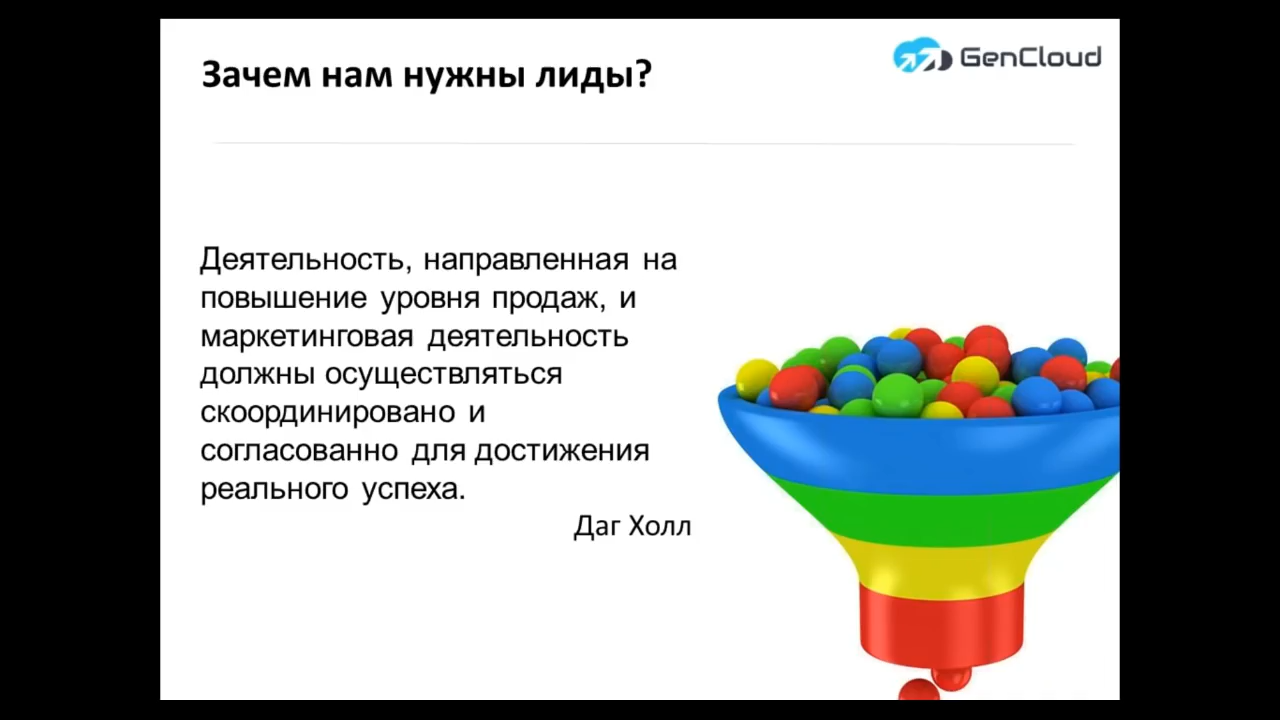 Зачем нам нужны лиды?
GenCloud
Деятельность, направленная на
повышение уровня продаж, и
маркетинговая деятельность
должны осуществляться
скоординировано и
согласованно для достижения
реального успеха.
Даг Холл